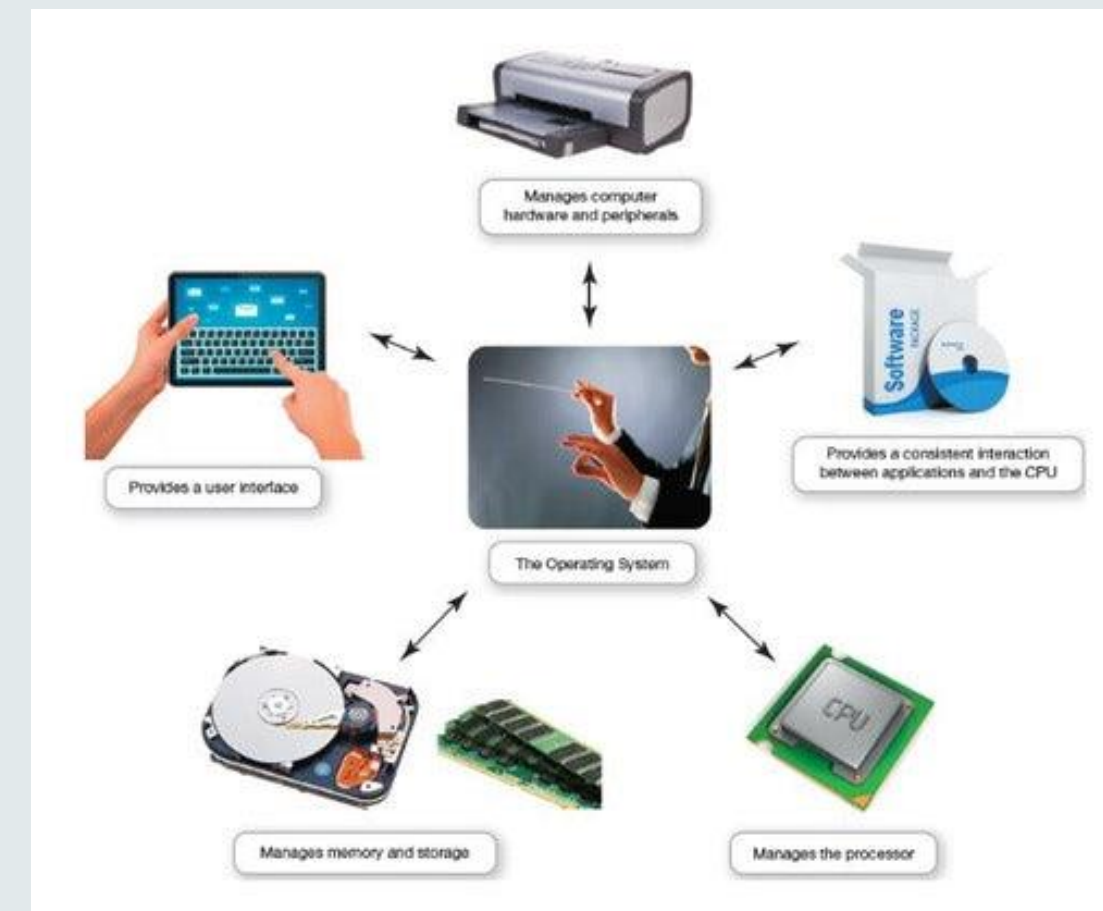 Manages computer
hardware and peripherals
Software
PACKAGE
Provides a user interface
Provides a consistent interaction
between applications and the CPU
The Operating System
CPU
Manages memory and storage
Manages the processor